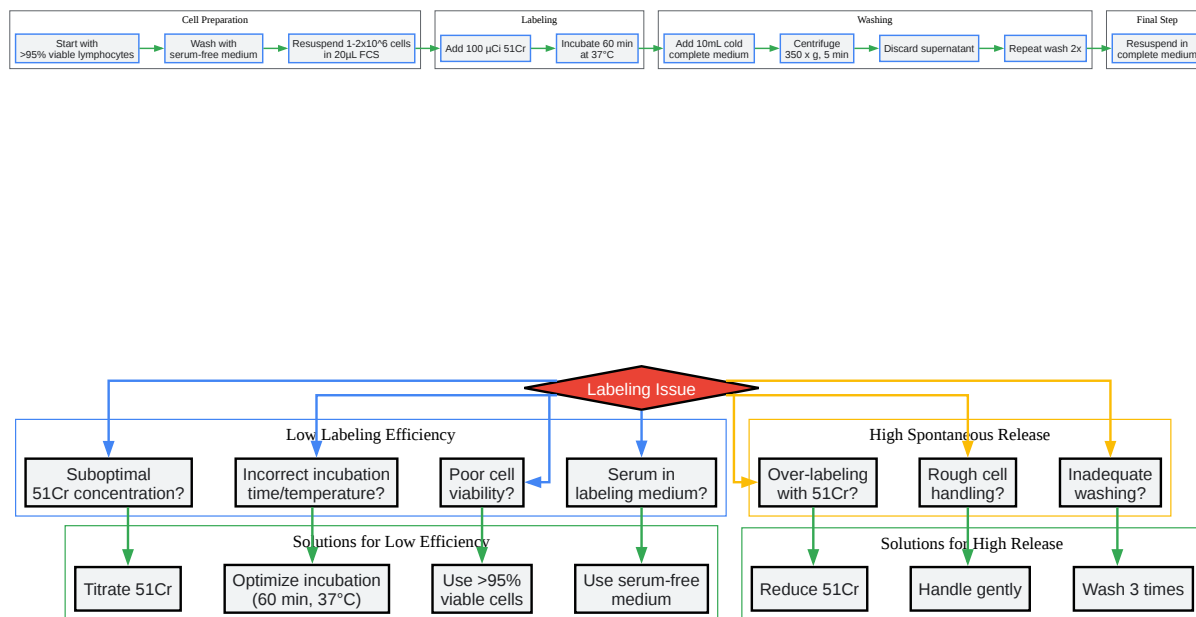 Cell Preparation
Labeling
Washing
Final Step
Start with
>95% viable lymphocytes
Wash with
serum-free medium
Resuspend 1-2x10^6 cells
in 20µL FCS
Add 100 µCi 51Cr
Incubate 60 min
at 37°C
Add 10mL cold
complete medium
Centrifuge
350 x g, 5 min
Discard supernatant
Repeat wash 2x
Resuspend in
complete medium
Labeling Issue
Low Labeling Efficiency
High Spontaneous Release
Suboptimal
51Cr concentration?
Incorrect incubation
time/temperature?
Poor cell
viability?
Serum in
labeling medium?
Over-labeling
with 51Cr?
Rough cell
handling?
Inadequate
washing?
Solutions for Low Efficiency
Solutions for High Release
Titrate 51Cr
Optimize incubation
(60 min, 37°C)
Use >95%
viable cells
Use serum-free
medium
Reduce 51Cr
Handle gently
Wash 3 times